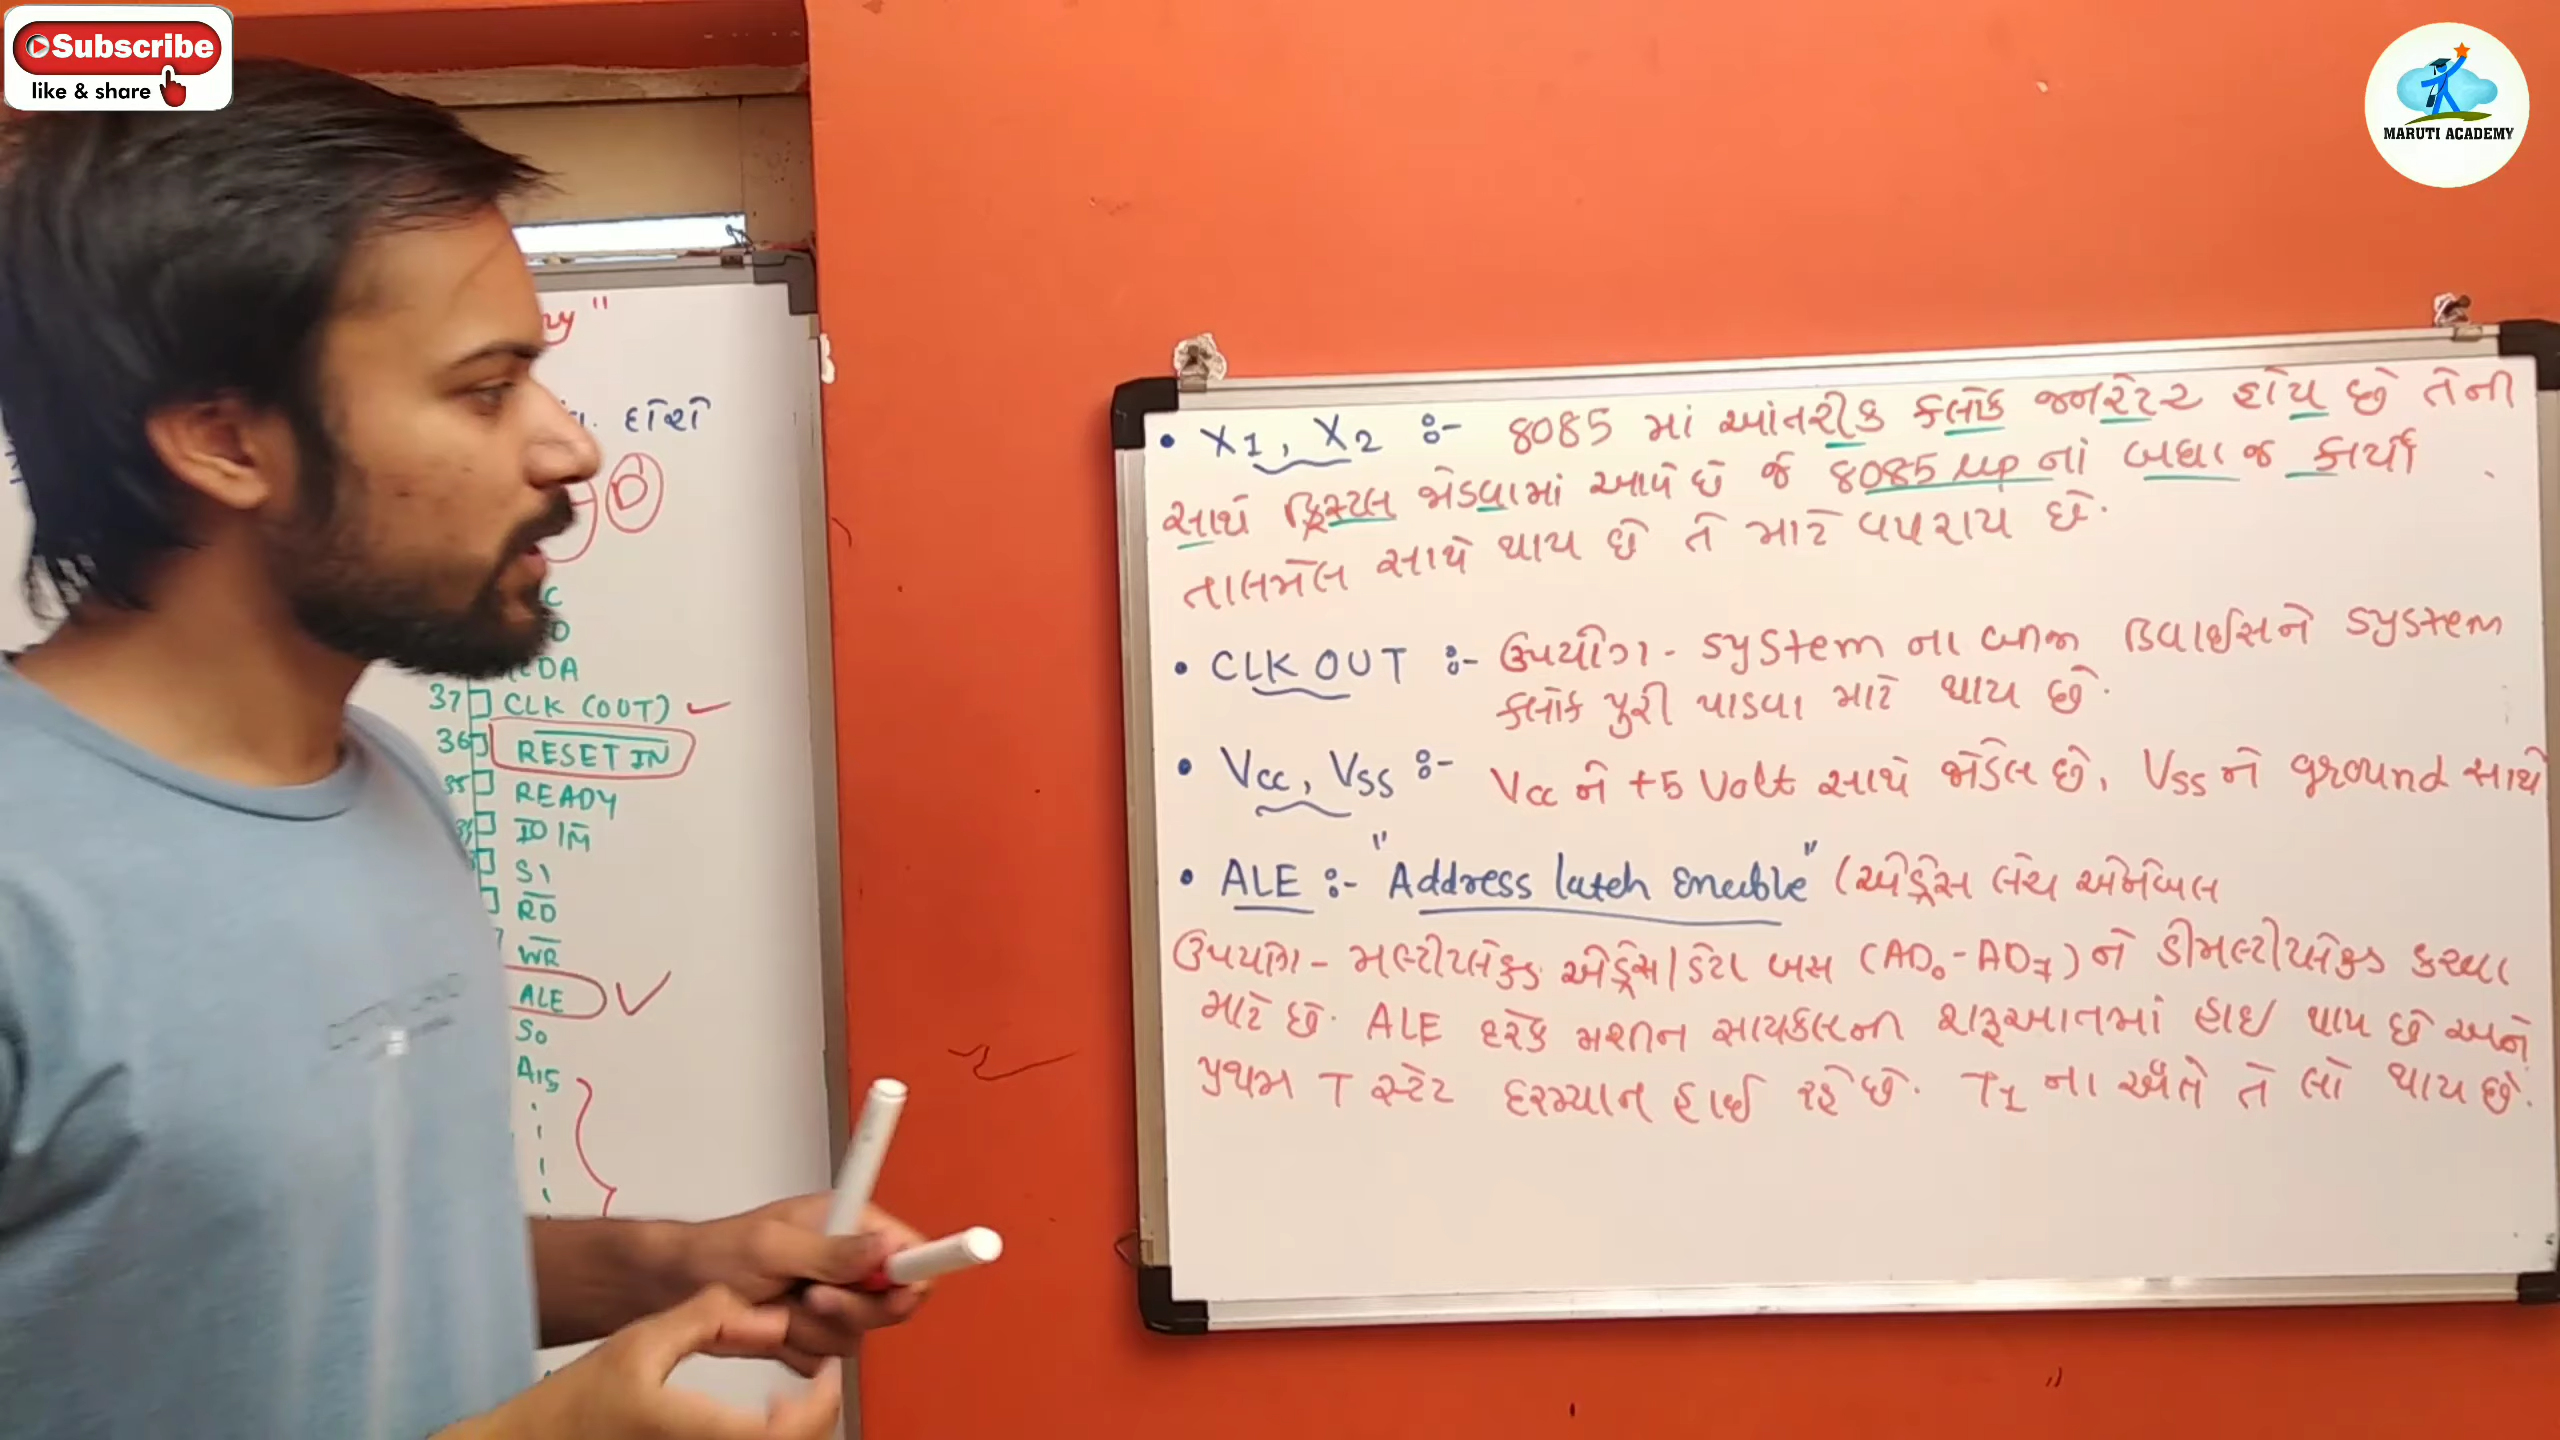 Subscribe
like & share
MARUTI ACADEMY
"
દોરો
D
C
D
LDA
37 CLK (OUT)
36 RESET IN
35 READY
IO/M
S1
RD
WR
ALE
S0
A15
• X1, X2 :- 8085 માં આંતરીક ક્લોક જનરેટર હોય છે તેની
સાથે ક્રિસ્ટલ જોડવામાં આવે છે જે 8085 μp નાં બધા જ કાર્યો
તાલમેલ સાથે થાય છે તે માટે વપરાય છે.
• CLK OUT :- ઉપયોગ - system ના બીજા ડિવાઈસને system
ક્લોક પુરી પાડવા માટે થાય છે.
• Vcc, Vss :- Vcc ને +5 Volt સાથે જોડેલ છે, Vss ને ground સાથે
• ALE :- "Address latch enable" (એડ્રેસ લેચ એનેબલ
ઉપયોગ - મલ્ટીપ્લેક્સ એડ્રેસ/ડેટા બસ (AD0 - AD7) ને ડીમલ્ટીપ્લેક્સ કરવા
માટે છે. ALE દરેક મશીન સાયકલની શરૂઆતમાં હાઇ થાય છે અને
પ્રથમ T સ્ટેટ દરમ્યાન હાઈ રહે છે. T1 ના અંતે તે લો થાય છે.